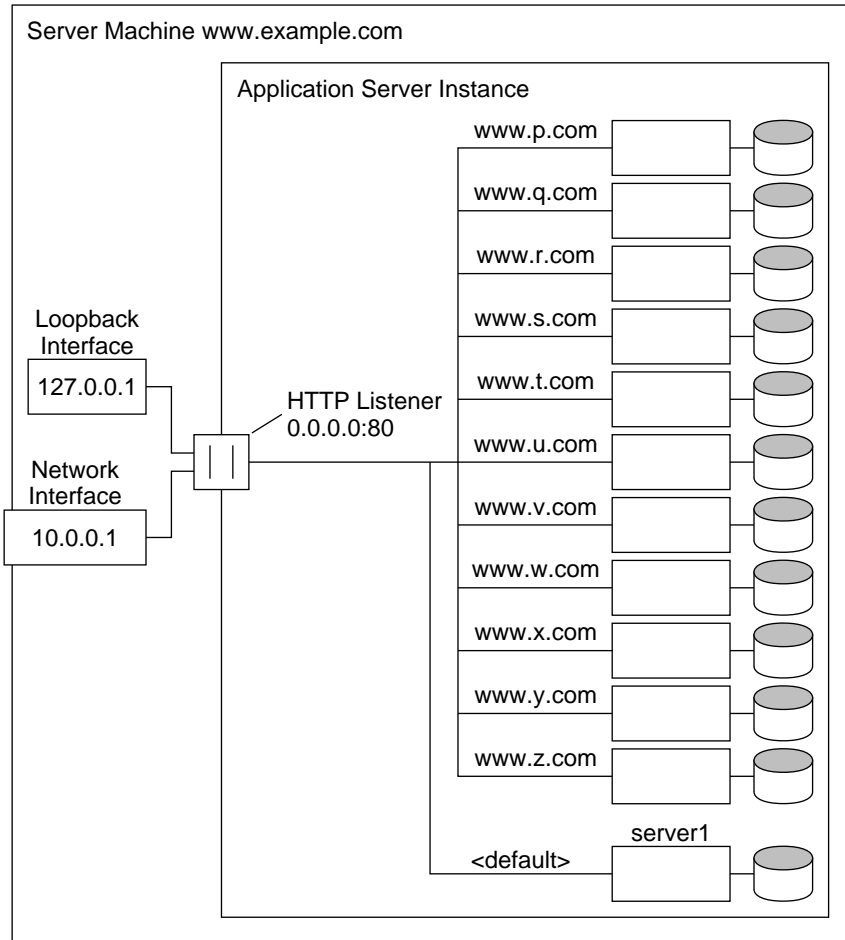 Server Machine www.example.com
Application Server Instance
www.p.com
www.q.com
www.r.com
www.s.com
www.t.com
www.u.com
www.v.com
www.w.com
www.x.com
www.y.com
www.z.com
server1
<default>
Loopback
Interface
127.0.0.1
HTTP Listener
0.0.0.0:80
Network
Interface
10.0.0.1